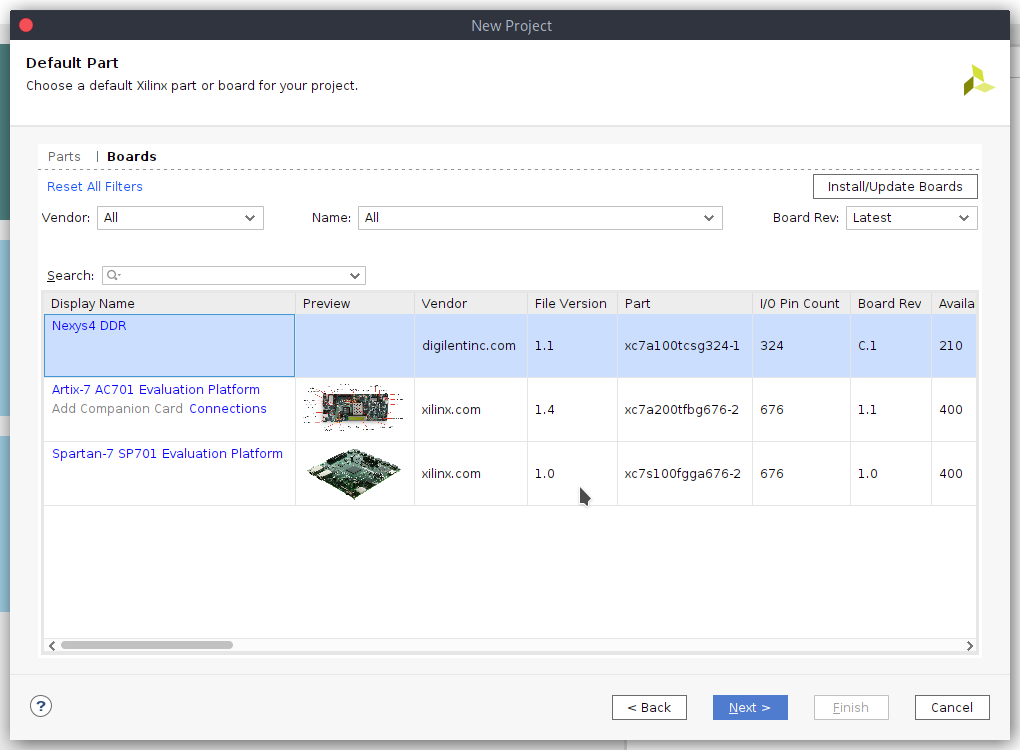 New Project
Default Part
Choose a default Xilinx part or board for your project.
Parts | Boards
Reset All Filters
Install/Update Boards
Vendor: All Name: All Board Rev: Latest
Search:
Display Name Preview Vendor File Version Part I/O Pin Count Board Rev Availa
Nexys4 DDR digilentinc.com 1.1 xc7a100tcsg324-1 324 C.1 210
Artix-7 AC701 Evaluation Platform
Add Companion Card Connections xilinx.com 1.4 xc7a200tfbg676-2 676 1.1 400
Spartan-7 SP701 Evaluation Platform xilinx.com 1.0 xc7s100fgga676-2 676 1.0 400
? < Back Next > Finish Cancel